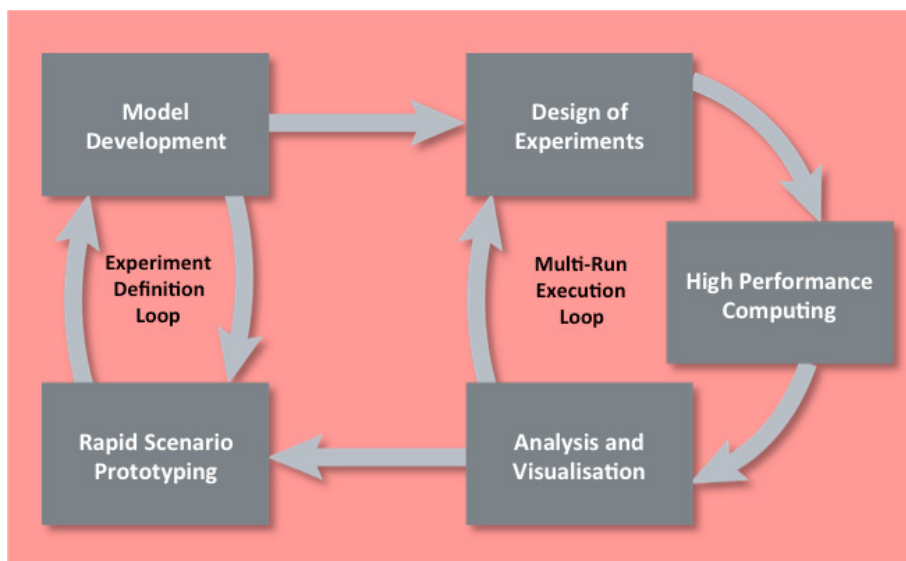 Model
Development
Design of
Experiments
Experiment
Definition
Loop
Multi-Run
Execution
Loop
High Performance
Computing
Rapid Scenario
Prototyping
Analysis and
Visualisation